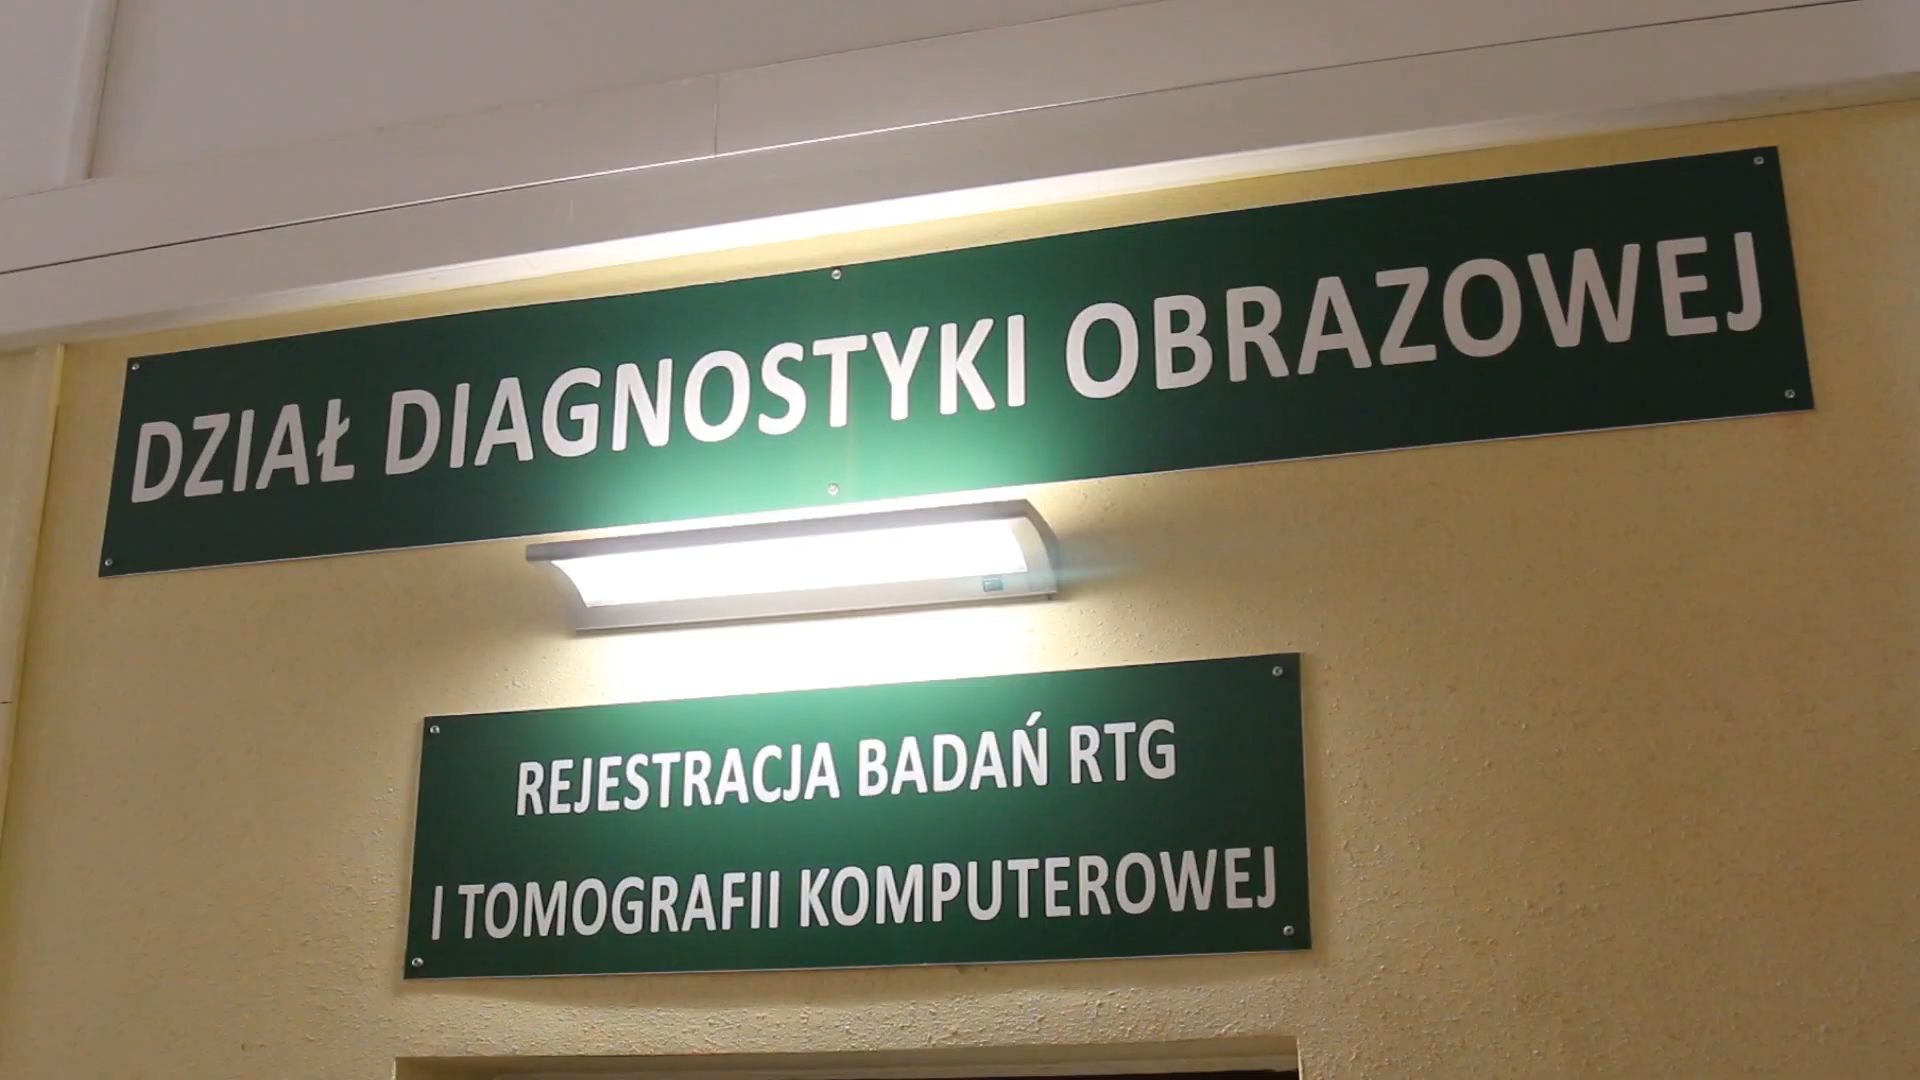 DZIAŁ DIAGNOSTYKI OBRAZOWEJ
REJESTRACJA BADAŃ RTG
I TOMOGRAFII KOMPUTEROWEJ